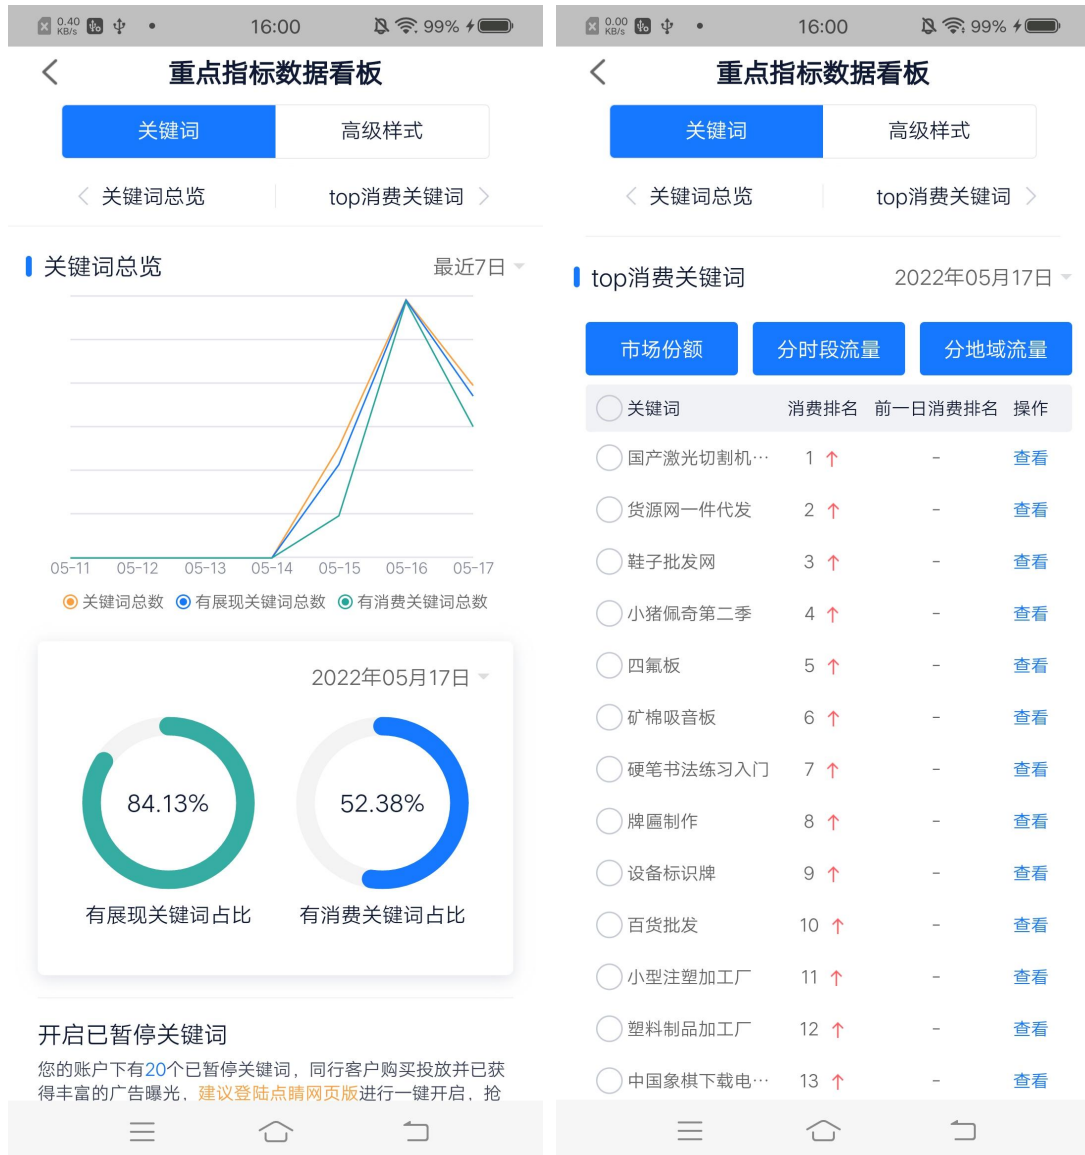 0.40
KB/s
16:00
99%
重点指标数据看板
关键词
高级样式
关键词总览
top消费关键词
关键词总览
最近7日
05-11 05-12 05-13 05-14 05-15 05-16 05-17
关键词总数 有展现关键词总数 有消费关键词总数
2022年05月17日
84.13%
52.38%
有展现关键词占比
有消费关键词占比
开启已暂停关键词
您的账户下有20个已暂停关键词，同行客户购买投放并已获
得丰富的广告曝光，建议登陆点睛网页版进行一键开启，抢
0.00
KB/s
16:00
99%
重点指标数据看板
关键词
高级样式
关键词总览
top消费关键词
top消费关键词
2022年05月17日
市场份额
分时段流量
分地域流量
关键词 消费排名 前一日消费排名 操作
国产激光切割机… 1 ↑ - 查看
货源网一件代发 2 ↑ - 查看
鞋子批发网 3 ↑ - 查看
小猪佩奇第二季 4 ↑ - 查看
四氟板 5 ↑ - 查看
矿棉吸音板 6 ↑ - 查看
硬笔书法练习入门 7 ↑ - 查看
牌匾制作 8 ↑ - 查看
设备标识牌 9 ↑ - 查看
百货批发 10 ↑ - 查看
小型注塑加工厂 11 ↑ - 查看
塑料制品加工厂 12 ↑ - 查看
中国象棋下载电… 13 ↑ - 查看